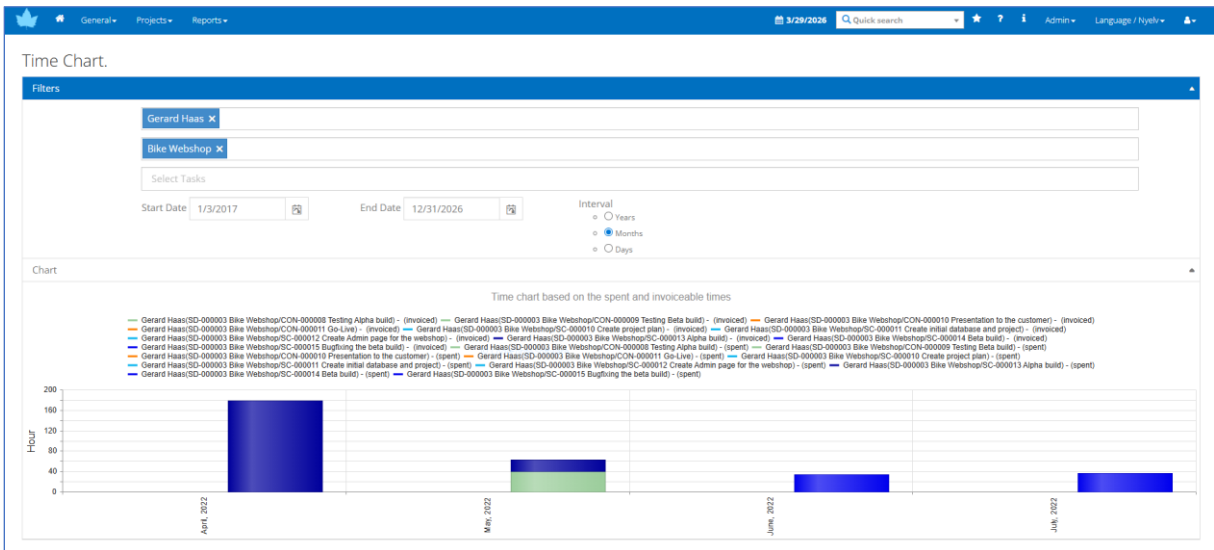 General Projects Reports 3/29/2026 Quick search ? i Admin Language / Nyelv
Time Chart.
Filters
Gerard Haas ×
Bike Webshop ×
Select Tasks
Start Date 1/3/2017 End Date 12/31/2026 Interval
Years
Months
Days
Chart
Time chart based on the spent and invoiceable times
Gerard Haas(SD-000003 Bike Webshop/CON-000008 Testing Alpha build) - (invoiced) Gerard Haas(SD-000003 Bike Webshop/CON-000009 Testing Beta build) - (invoiced) Gerard Haas(SD-000003 Bike Webshop/CON-000010 Presentation to the customer) - (invoiced)
Gerard Haas(SD-000003 Bike Webshop/CON-000011 Go-Live) - (invoiced) Gerard Haas(SD-000003 Bike Webshop/SC-000010 Create project plan) - (invoiced) Gerard Haas(SD-000003 Bike Webshop/SC-000011 Create initial database and project) - (invoiced)
Gerard Haas(SD-000003 Bike Webshop/SC-000012 Create Admin page for the webshop) - (invoiced) Gerard Haas(SD-000003 Bike Webshop/SC-000013 Alpha build) - (invoiced) Gerard Haas(SD-000003 Bike Webshop/SC-000014 Beta build) - (invoiced)
Gerard Haas(SD-000003 Bike Webshop/SC-000015 Bugfixing the beta build) - (invoiced) Gerard Haas(SD-000003 Bike Webshop/CON-000008 Testing Alpha build) - (spent) Gerard Haas(SD-000003 Bike Webshop/CON-000009 Testing Beta build) - (spent)
Gerard Haas(SD-000003 Bike Webshop/CON-000010 Presentation to the customer) - (spent) Gerard Haas(SD-000003 Bike Webshop/CON-000011 Go-Live) - (spent) Gerard Haas(SD-000003 Bike Webshop/SC-000010 Create project plan) - (spent)
Gerard Haas(SD-000003 Bike Webshop/SC-000011 Create initial database and project) - (spent) Gerard Haas(SD-000003 Bike Webshop/SC-000012 Create Admin page for the webshop) - (spent) Gerard Haas(SD-000003 Bike Webshop/SC-000013 Alpha build) - (spent)
Gerard Haas(SD-000003 Bike Webshop/SC-000014 Beta build) - (spent) Gerard Haas(SD-000003 Bike Webshop/SC-000015 Bugfixing the beta build) - (spent)
200
160
120
80
40
0
Hour
April, 2022
May, 2022
June, 2022
July, 2022